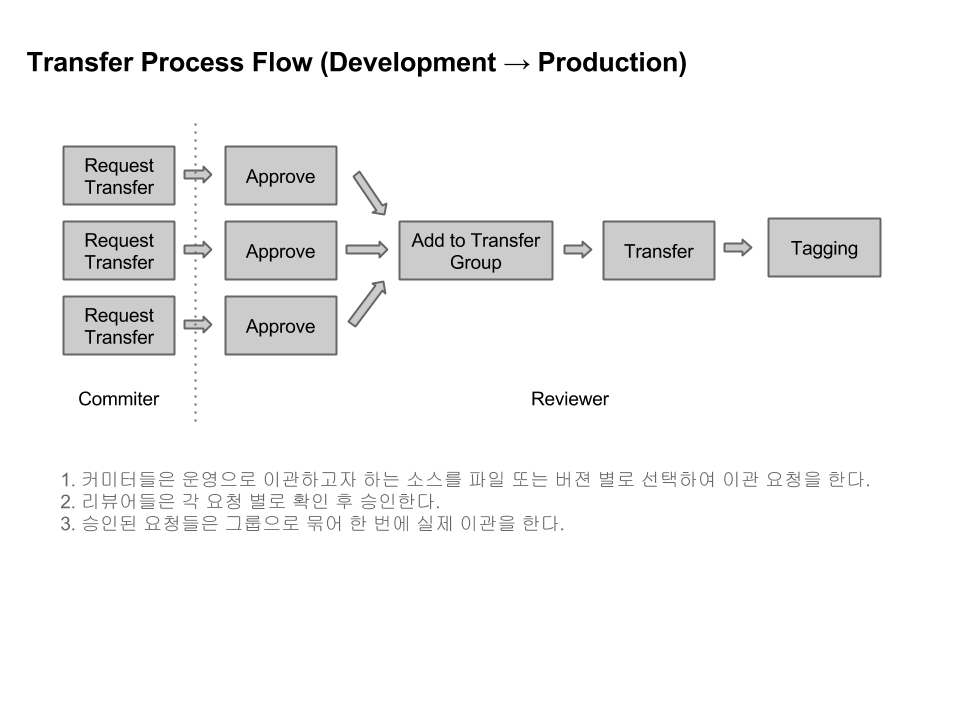 Transfer Process Flow (Development → Production)
Request
Transfer
Approve
Request
Transfer
Approve
Add to Transfer
Group
Transfer
Tagging
Request
Transfer
Approve
Commiter
Reviewer
1. 커미터들은 운영으로 이관하고자 하는 소스를 파일 또는 버젼 별로 선택하여 이관 요청을 한다.
2. 리뷰어들은 각 요청 별로 확인 후 승인한다.
3. 승인된 요청들은 그룹으로 묶어 한 번에 실제 이관을 한다.